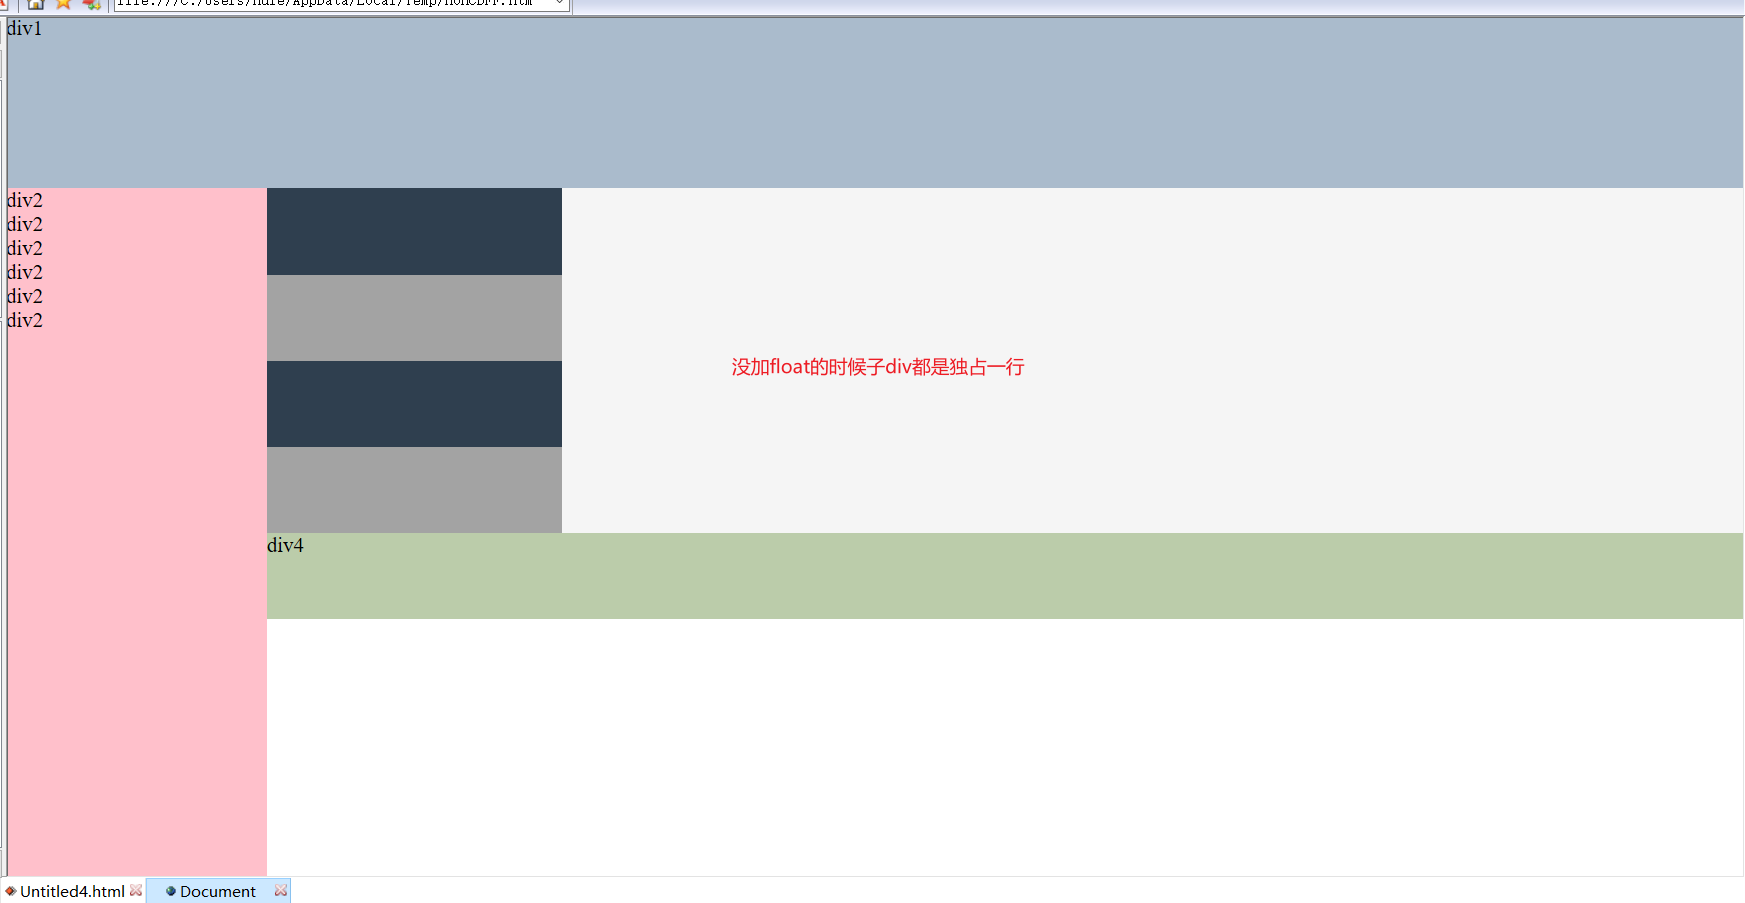 div1
div2
div2
div2
div2
div2
div2
没加float的时候子div都是独占一行
div4
Untitled4.html
Document